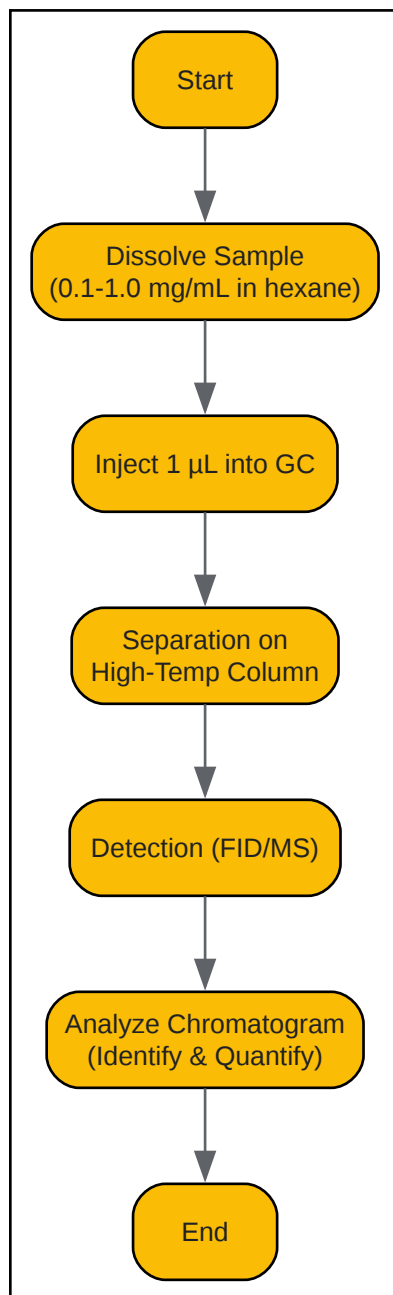 Start
Dissolve Sample
(0.1-1.0 mg/mL in hexane)
Inject 1 µL into GC
Separation on
High-Temp Column
Detection (FID/MS)
Analyze Chromatogram
(Identify & Quantify)
End